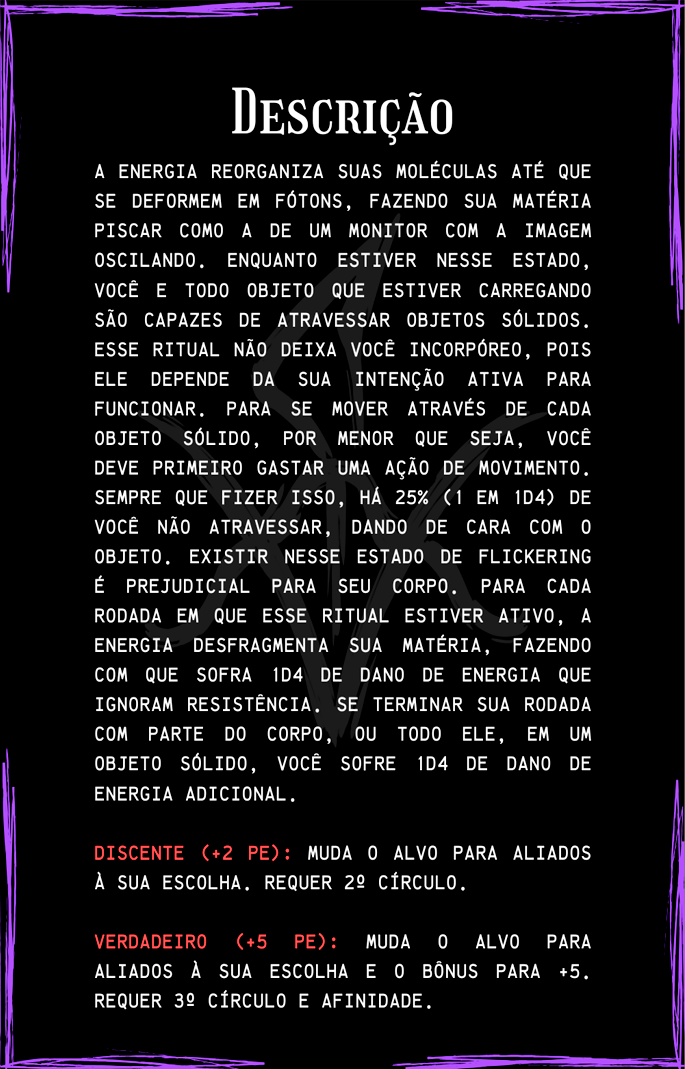 Descrição
A ENERGIA REORGANIZA SUAS MOLÉCULAS ATÉ QUE
SE DEFORMEM EM FÓTONS, FAZENDO SUA MATÉRIA
PISCAR COMO A DE UM MONITOR COM A IMAGEM
OSCILANDO. ENQUANTO ESTIVER NESSE ESTADO,
VOCÊ E TODO OBJETO QUE ESTIVER CARREGANDO
SÃO CAPAZES DE ATRAVESSAR OBJETOS SÓLIDOS.
ESSE RITUAL NÃO DEIXA VOCÊ INCORPÓREO, POIS
ELE DEPENDE DA SUA INTENÇÃO ATIVA PARA
FUNCIONAR. PARA SE MOVER ATRAVÉS DE CADA
OBJETO SÓLIDO, POR MENOR QUE SEJA, VOCÊ
DEVE PRIMEIRO GASTAR UMA AÇÃO DE MOVIMENTO.
SEMPRE QUE FIZER ISSO, HÁ 25% (1 EM 1D4) DE
VOCÊ NÃO ATRAVESSAR, DANDO DE CARA COM O
OBJETO. EXISTIR NESSE ESTADO DE FLICKERING
É PREJUDICIAL PARA SEU CORPO. PARA CADA
RODADA EM QUE ESSE RITUAL ESTIVER ATIVO, A
ENERGIA DESFRAGMENTA SUA MATÉRIA, FAZENDO
COM QUE SOFRA 1D4 DE DANO DE ENERGIA QUE
IGNORAM RESISTÊNCIA. SE TERMINAR SUA RODADA
COM PARTE DO CORPO, OU TODO ELE, EM UM
OBJETO SÓLIDO, VOCÊ SOFRE 1D4 DE DANO DE
ENERGIA ADICIONAL.
DISCENTE (+2 PE): MUDA O ALVO PARA ALIADOS
À SUA ESCOLHA. REQUER 2º CÍRCULO.
VERDADEIRO (+5 PE): MUDA O ALVO PARA
ALIADOS À SUA ESCOLHA E O BÔNUS PARA +5.
REQUER 3º CÍRCULO E AFINIDADE.